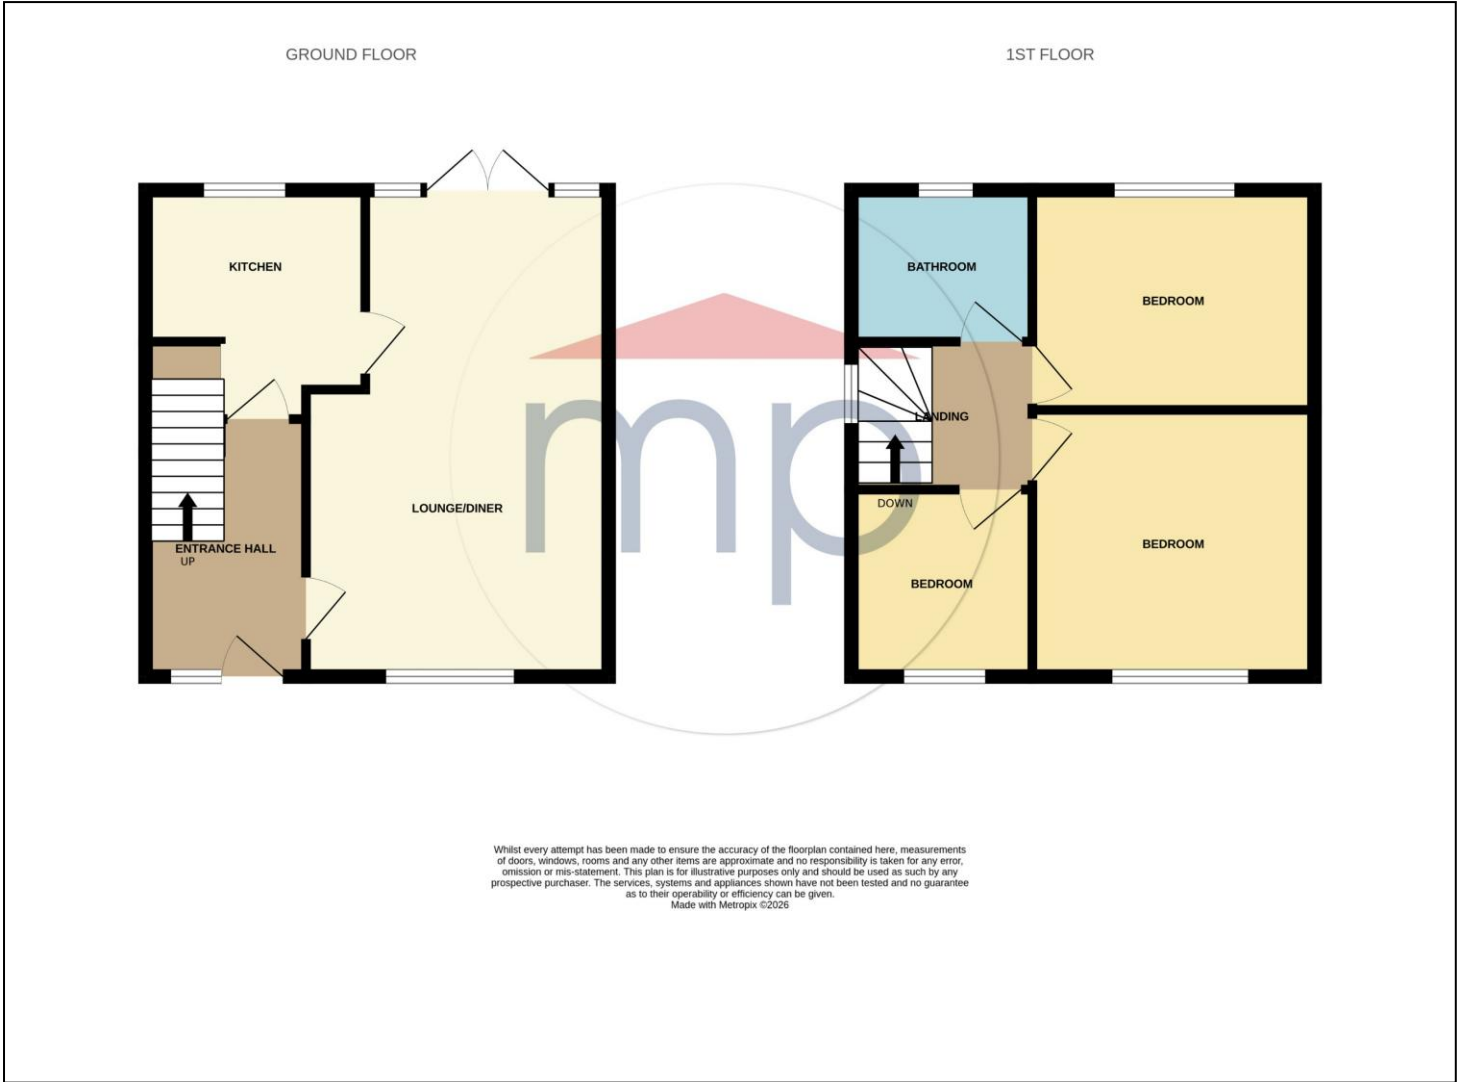 GROUND FLOOR
1ST FLOOR
KITCHEN
LOUNGE/DINER
ENTRANCE HALL
UP
BATHROOM
BEDROOM
LANDING
DOWN
BEDROOM
BEDROOM
mp
Whilst every attempt has been made to ensure the accuracy of the floorplan contained here, measurements
of doors, windows, rooms and any other items are approximate and no responsibility is taken for any error,
omission or mis-statement. This plan is for illustrative purposes only and should be used as such by any
prospective purchaser. The services, systems and appliances shown have not been tested and no guarantee
as to their operability or efficiency can be given.
Made with Metropix ©2026